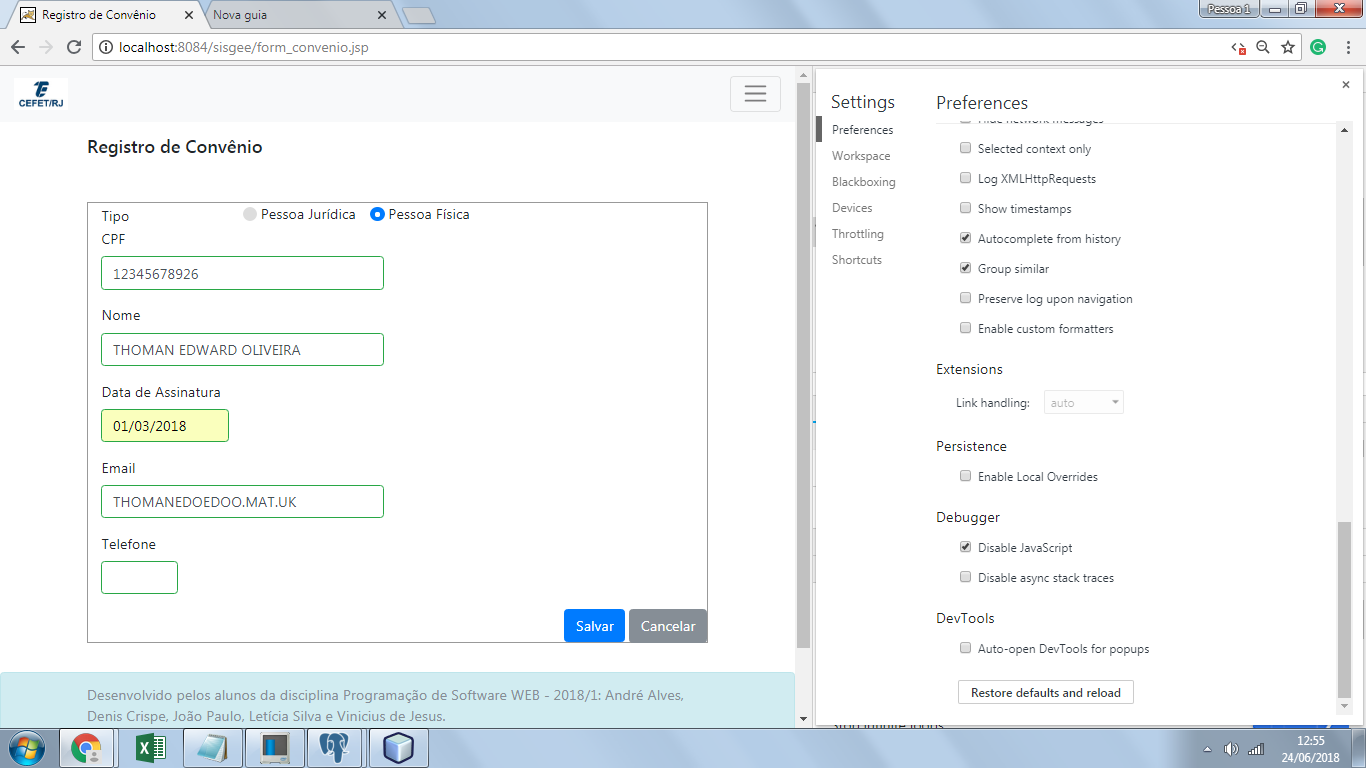 Registro de Convênio
Nova guia
Pessoa 1
localhost:8084/sisgee/form_convenio.jsp
CEFET/RJ
Registro de Convênio
Tipo
Pessoa Jurídica
Pessoa Física
CPF
12345678926
Nome
THOMAN EDWARD OLIVEIRA
Data de Assinatura
01/03/2018
Email
THOMANEDOEDOO.MAT.UK
Telefone
Salvar
Cancelar
Desenvolvido pelos alunos da disciplina Programação de Software WEB - 2018/1: André Alves,
Denis Crispe, João Paulo, Letícia Silva e Vinicius de Jesus.
Settings
Preferences
Workspace
Blackboxing
Devices
Throttling
Shortcuts
Preferences
Hide network messages
Selected context only
Log XMLHttpRequests
Show timestamps
Autocomplete from history
Group similar
Preserve log upon navigation
Enable custom formatters
Extensions
Link handling:
auto
Persistence
Enable Local Overrides
Debugger
Disable JavaScript
Disable async stack traces
DevTools
Auto-open DevTools for popups
Restore defaults and reload
12:55
24/06/2018